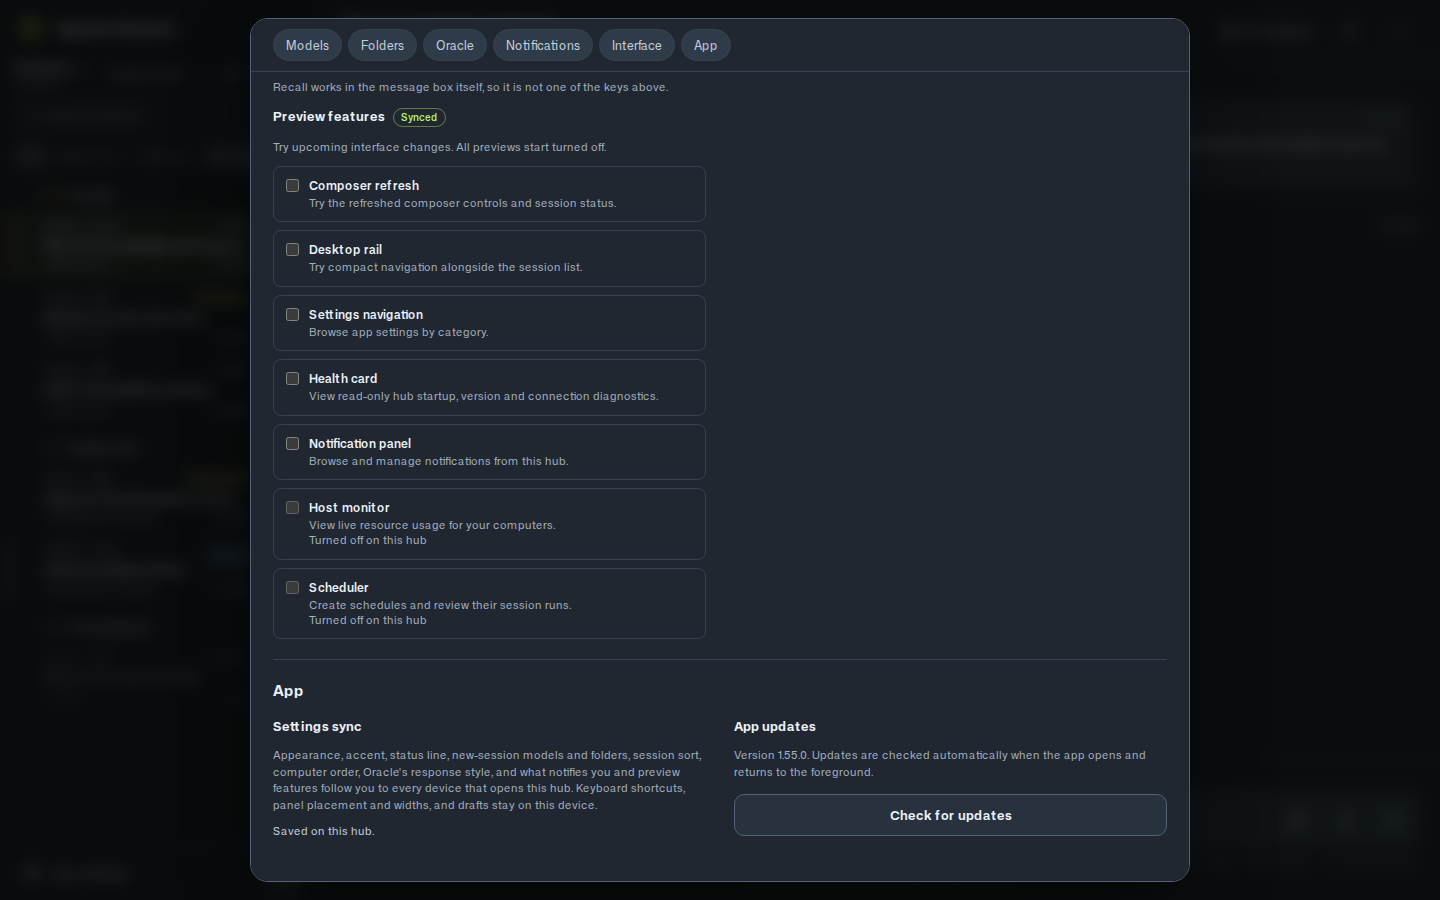 Models
Folders
Oracle
Notifications
Interface
App
Recall works in the message box itself, so it is not one of the keys above.
Preview features
Synced
Try upcoming interface changes. All previews start turned off.
Composer refresh
Try the refreshed composer controls and session status.
Desktop rail
Try compact navigation alongside the session list.
Settings navigation
Browse app settings by category.
Health card
View read-only hub startup, version and connection diagnostics.
Notification panel
Browse and manage notifications from this hub.
Host monitor
View live resource usage for your computers.
Turned off on this hub
Scheduler
Create schedules and review their session runs.
Turned off on this hub
App
Settings sync
Appearance, accent, status line, new-session models and folders, session sort,
computer order, Oracle's response style, and what notifies you and preview
features follow you to every device that opens this hub. Keyboard shortcuts,
panel placement and widths, and drafts stay on this device.
Saved on this hub.
App updates
Version 1.55.0. Updates are checked automatically when the app opens and
returns to the foreground.
Check for updates